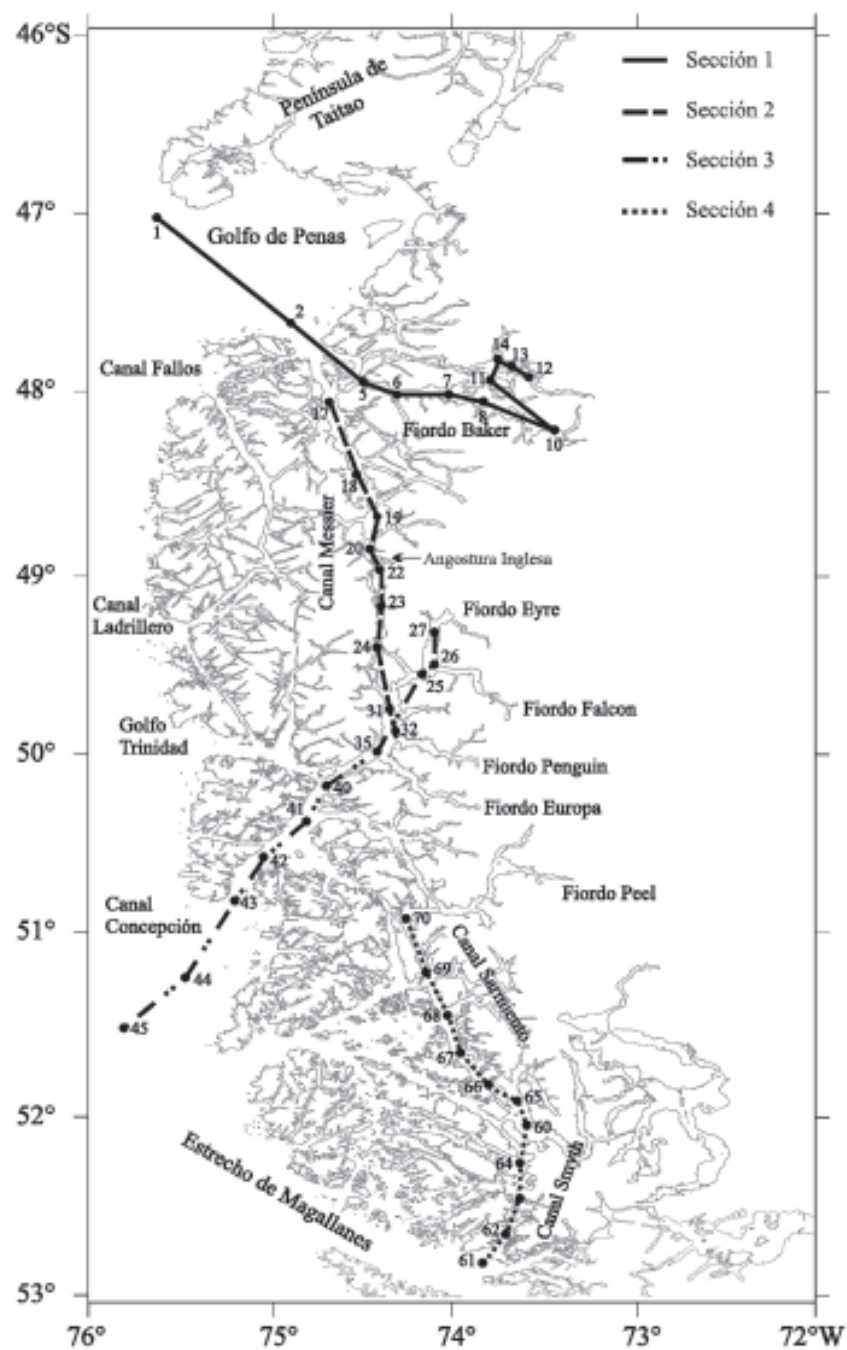 46°S
47°
48°
49°
50°
51°
52°
53°
76°
75°
74°
73°
72°W
Sección 1
Sección 2
Sección 3
Sección 4
Península de
Taitao
Golfo de Penas
Canal Fallos
Fiordo Baker
Canal Messier
Angostura Inglesa
Canal
Ladrillero
Fiordo Eyre
Fiordo Falcon
Golfo
Trinidad
Fiordo Penguin
Fiordo Europa
Fiordo Peel
Canal
Concepción
Canal Sarmiento
Canal Smyth
Estrecho de Magallanes
1
2
5
6
7
8
10
11
14
13
12
17
18
19
20
22
23
24
27
26
25
31
32
35
40
41
42
43
44
45
70
69
68
67
66
65
60
64
62
61